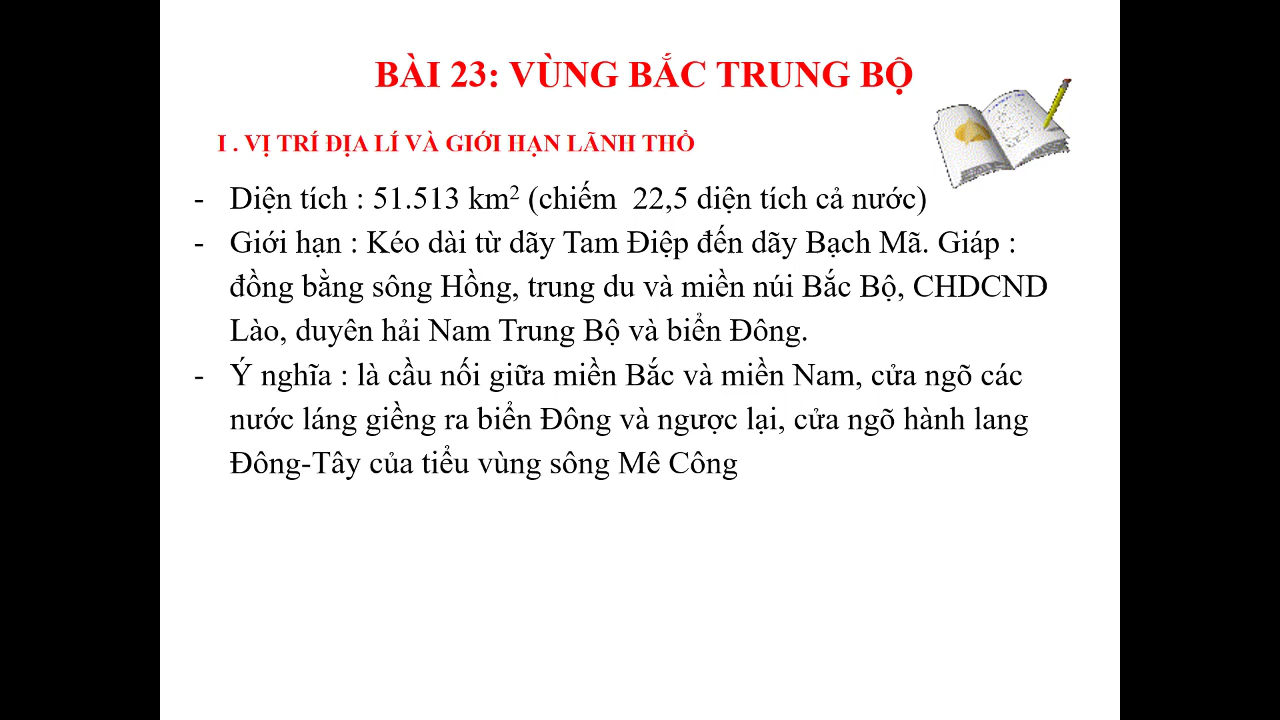 BÀI 23: VÙNG BẮC TRUNG BỘ
I . VỊ TRÍ ĐỊA LÍ VÀ GIỚI HẠN LÃNH THỔ
- Diện tích : 51.513 km² (chiếm  22,5 diện tích cả nước)
- Giới hạn : Kéo dài từ dãy Tam Điệp đến dãy Bạch Mã. Giáp :
đồng bằng sông Hồng, trung du và miền núi Bắc Bộ, CHDCND
Lào, duyên hải Nam Trung Bộ và biển Đông.
- Ý nghĩa : là cầu nối giữa miền Bắc và miền Nam, cửa ngõ các
nước láng giềng ra biển Đông và ngược lại, cửa ngõ hành lang
Đông-Tây của tiểu vùng sông Mê Công